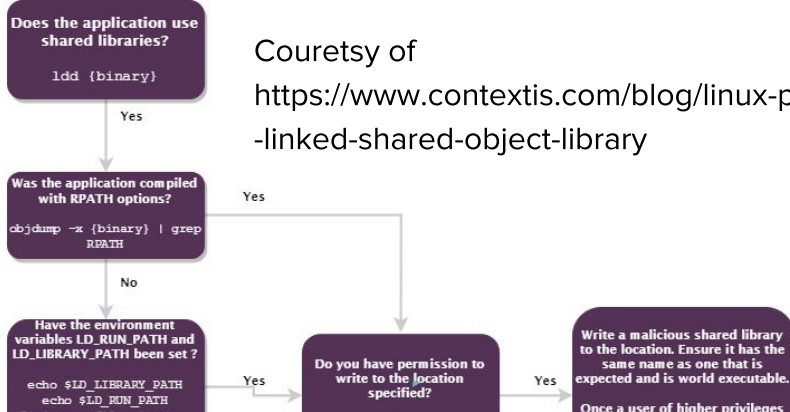 Does the application use
shared libraries?
ldd {binary}
Couretsy of
https://www.contextis.com/blog/linux-p
-linked-shared-object-library
Yes
Was the application compiled
with RPATH options?
objdump -x {binary} | grep
RPATH
Yes
No
Have the environment
variables LD_RUN_PATH and
LD_LIBRARY_PATH been set ?
echo $LD_LIBRARY_PATH
echo $LD_RUN_PATH
Yes
Do you have permission to
write to the location
specified?
Yes
Write a malicious shared library
to the location. Ensure it has the
same name as one that is
expected and is world executable.
Once a user of higher privileges